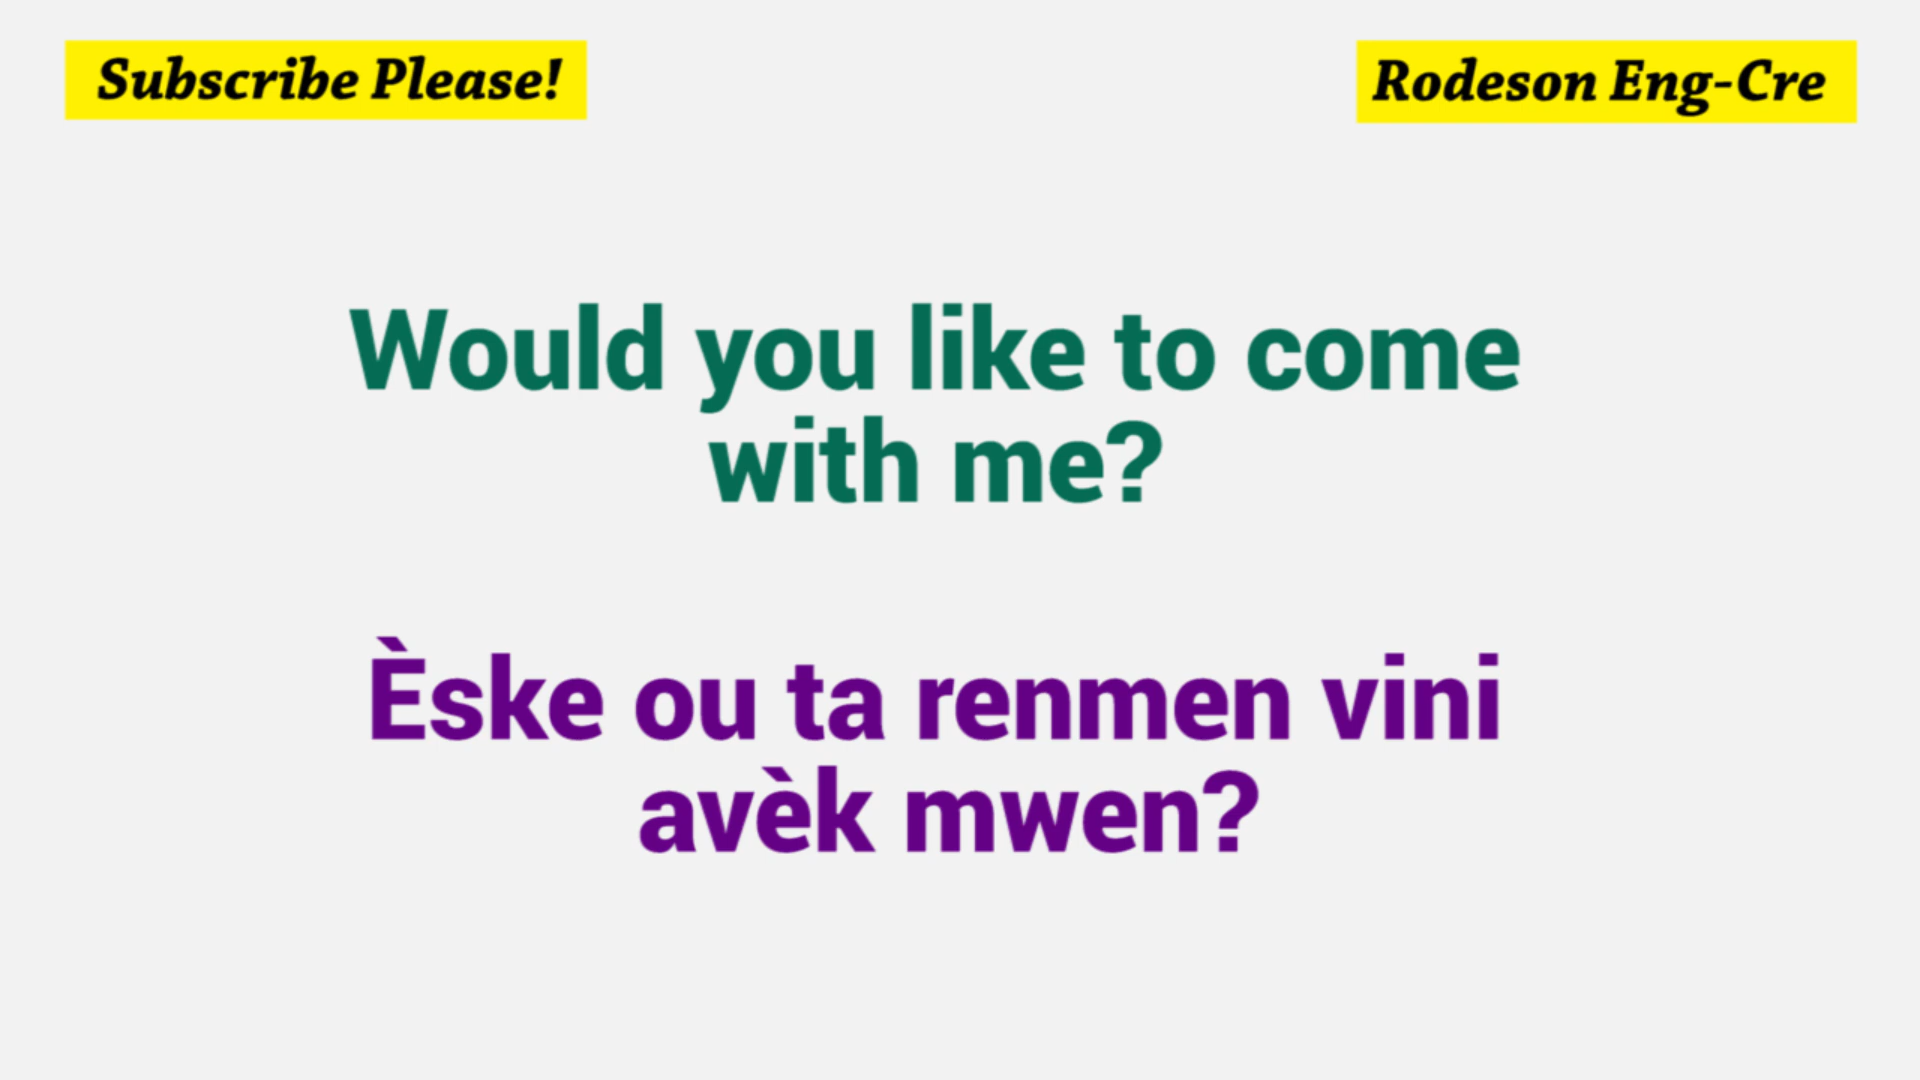 Subscribe Please!
Rodeson Eng-Cre
Would you like to come
with me?
Èske ou ta renmen vini
avèk mwen?